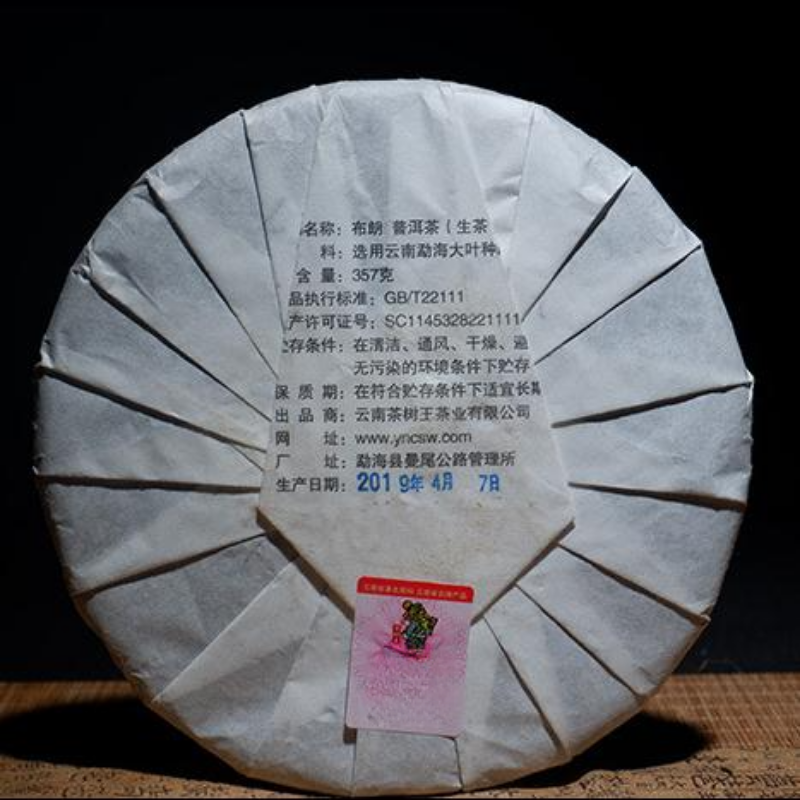 名称：布朗 普洱茶（生茶
料：选用云南勐海大叶种
含 量：357克
品执行标准：GB/T22111
产许可证号：SC1145328221111
存条件：在清洁、通风、干燥、避
无污染的环境条件下贮存
保 质 期：在符合贮存条件下适宜长期
出 品 商：云南茶树王茶业有限公司
网 址：www.yncsw.com
厂 址：勐海县曼尾公路管理所
生产日期：2019年4月 7日